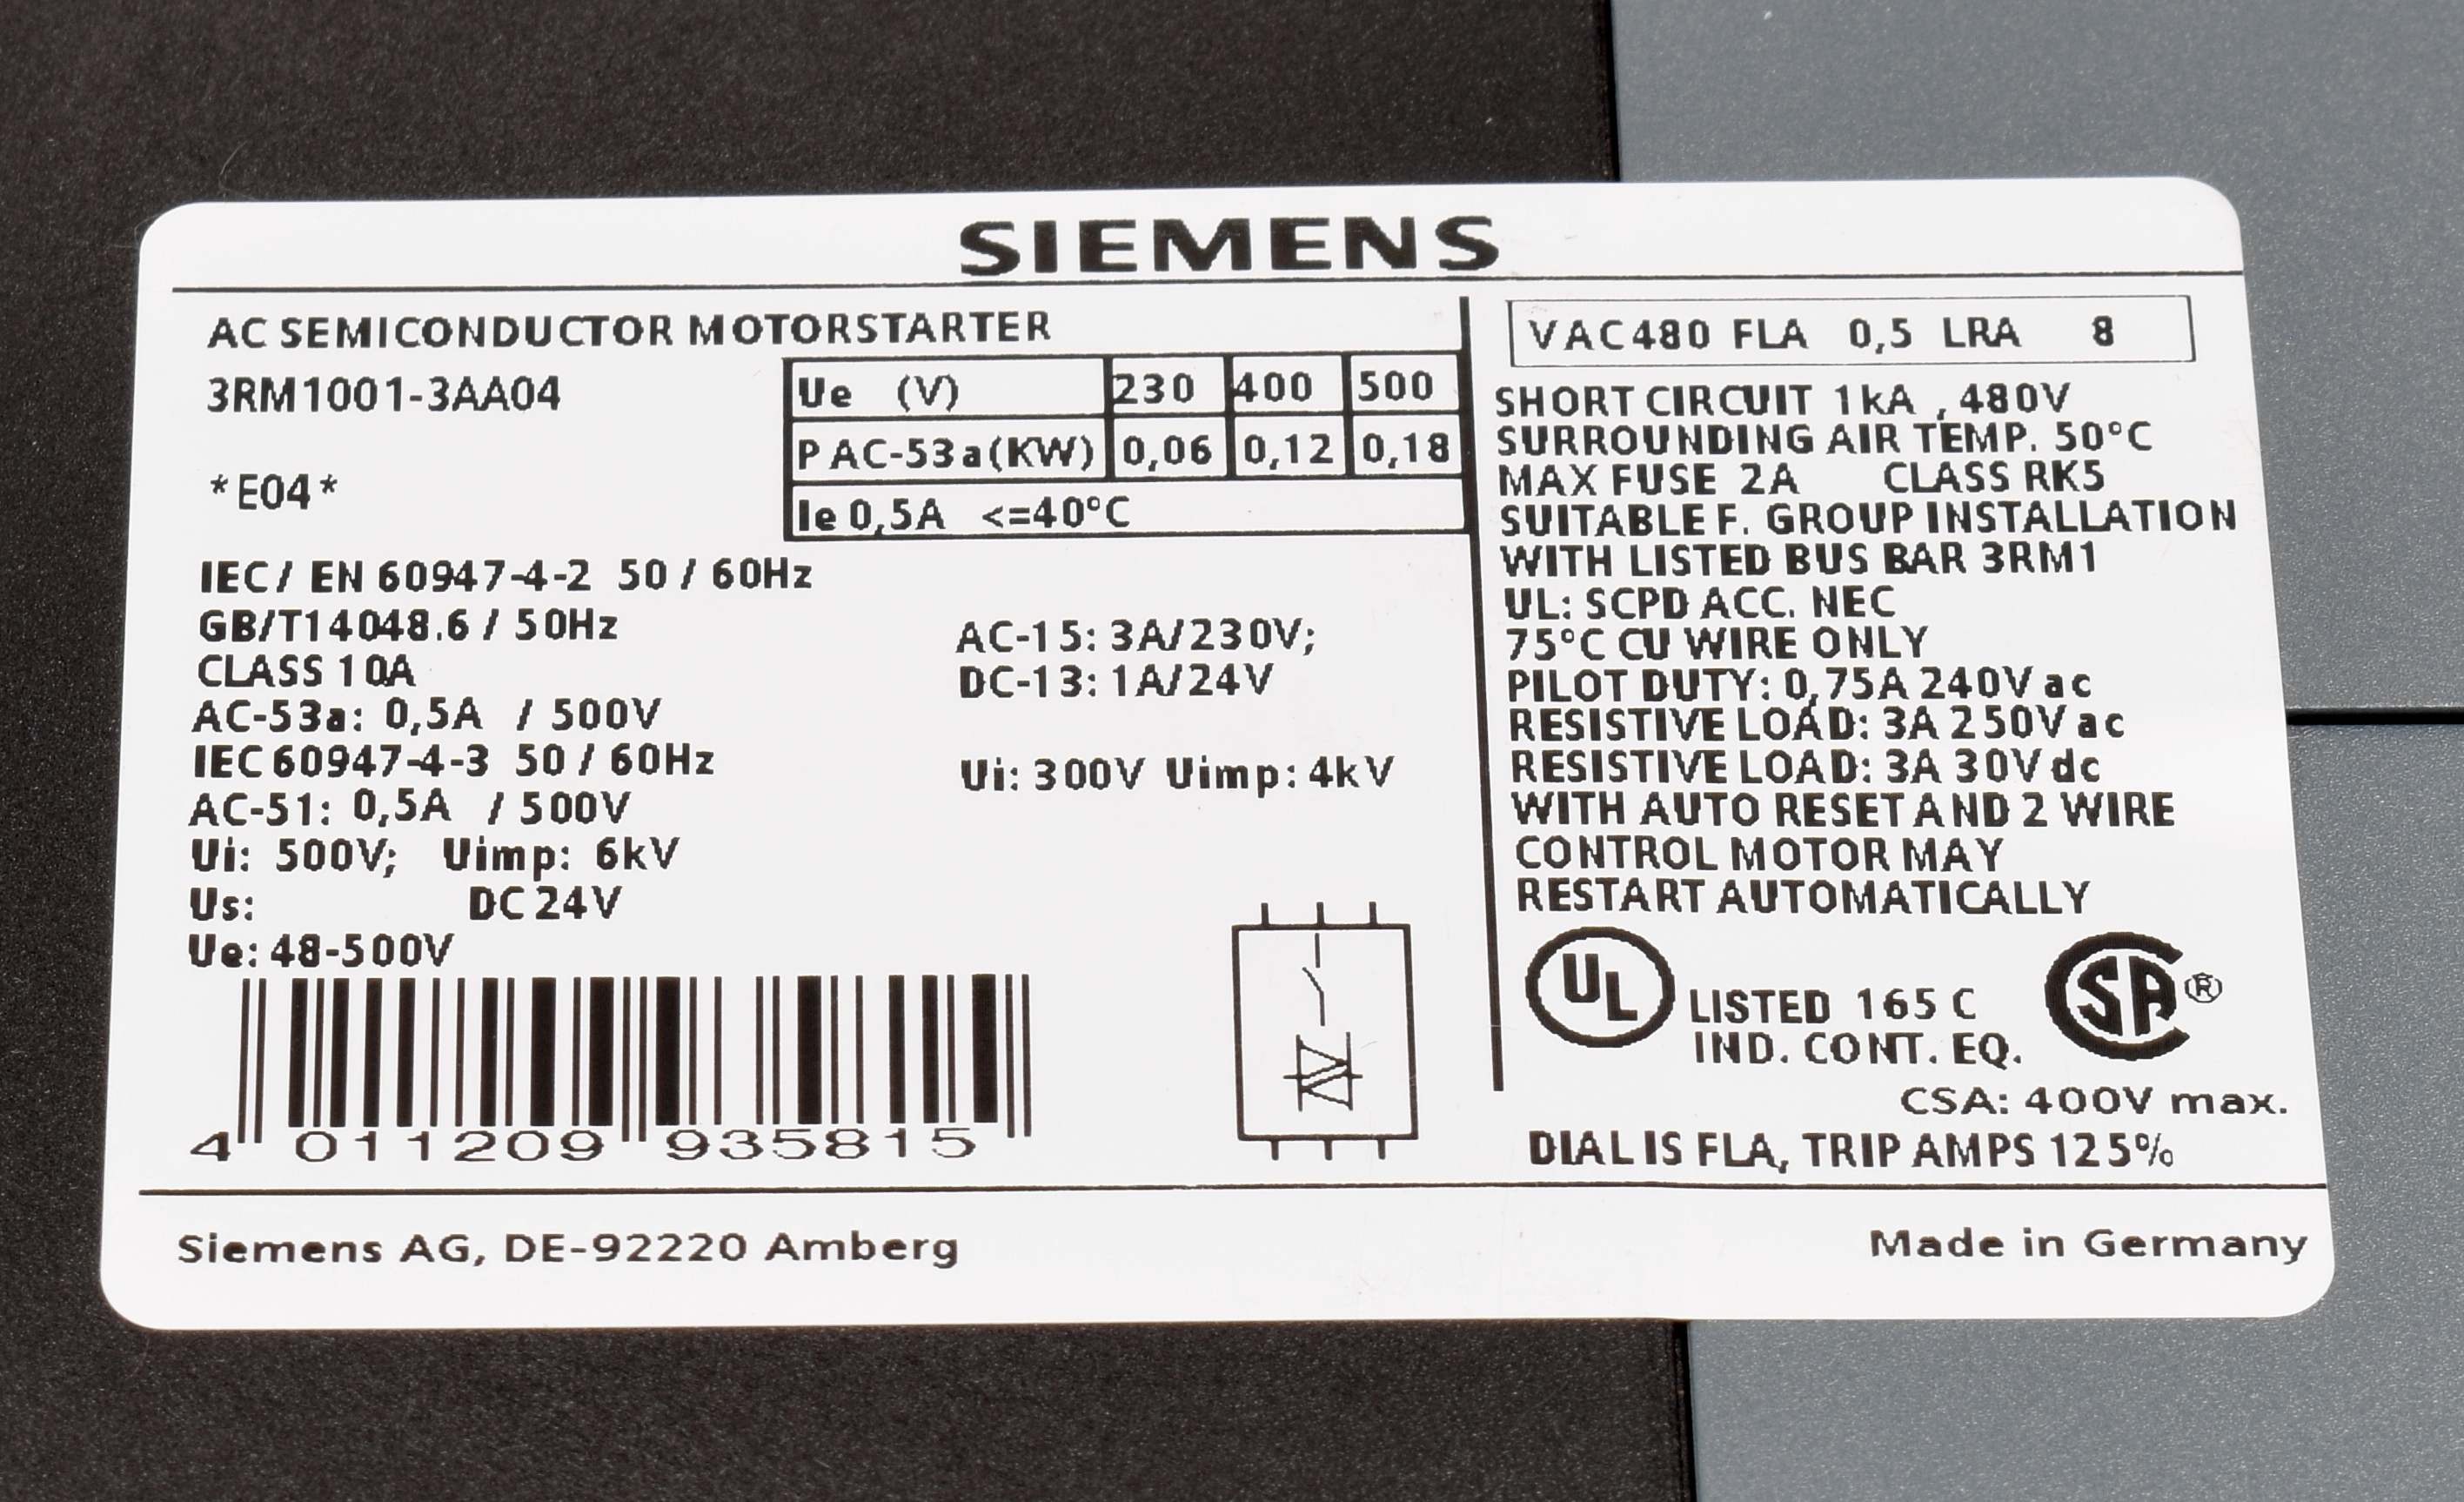 SIEMENS
AC SEMICONDUCTOR MOTORSTARTER
3RM1001-3AA04
*E04*
Ue (V) 230 400 500
P AC-53a(KW) 0,06 0,12 0,18
Ie 0,5A <=40°C
IEC/ EN 60947-4-2 50 / 60Hz
GB/T14048.6 / 50Hz
CLASS 10A
AC-53a: 0,5A / 500V
IEC 60947-4-3 50 / 60Hz
AC-51: 0,5A / 500V
Ui: 500V; Uimp: 6kV
Us: DC 24V
Ue: 48-500V
AC-15: 3A/230V;
DC-13: 1A/24V
Ui: 300V Uimp: 4kV
4 011209 935815
VAC480 FLA 0,5 LRA 8
SHORT CIRCUIT 1kA , 480V
SURROUNDING AIR TEMP. 50°C
MAX FUSE 2A CLASS RK5
SUITABLE F. GROUP INSTALLATION
WITH LISTED BUS BAR 3RM1
UL: SCPD ACC. NEC
75°C CU WIRE ONLY
PILOT DUTY: 0,75A 240V ac
RESISTIVE LOAD: 3A 250V ac
RESISTIVE LOAD: 3A 30V dc
WITH AUTO RESET AND 2 WIRE
CONTROL MOTOR MAY
RESTART AUTOMATICALLY
UL LISTED 165 C
IND. CONT. EQ.
CSA ®
CSA: 400V max.
DIAL IS FLA, TRIP AMPS 125%
Siemens AG, DE-92220 Amberg
Made in Germany